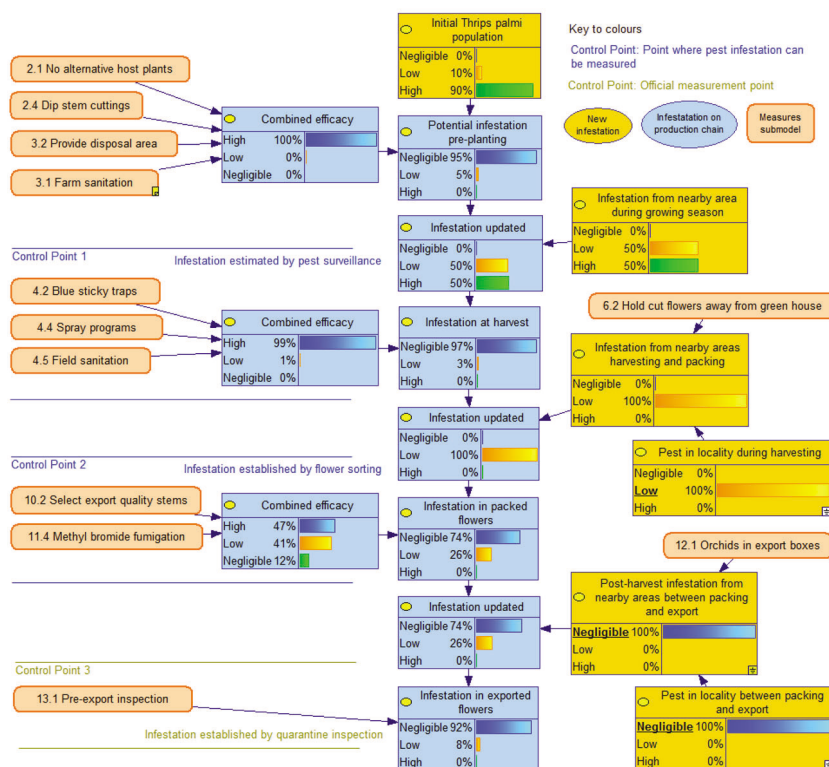 Initial Thrips palmi
population
Negligible 0%
Low 10%
High 90%
Key to colours
Control Point: Point where pest infestation can
be measured
Control Point: Official measurement point
New
infestation
Infestation on
production chain
Measures
submodel
2.1 No alternative host plants
2.4 Dip stem cuttings
3.2 Provide disposal area
3.1 Farm sanitation
Combined efficacy
High 100%
Low 0%
Negligible 0%
Potential infestation
pre-planting
Negligible 95%
Low 5%
High 0%
Infestation from nearby area
during growing season
Negligible 0%
Low 50%
High 50%
Infestation updated
Negligible 0%
Low 50%
High 50%
Control Point 1
Infestation estimated by pest surveillance
4.2 Blue sticky traps
4.4 Spray programs
4.5 Field sanitation
Combined efficacy
High 99%
Low 1%
Negligible 0%
Infestation at harvest
Negligible 97%
Low 3%
High 0%
6.2 Hold cut flowers away from green house
Infestation from nearby areas
harvesting and packing
Negligible 0%
Low 100%
High 0%
Infestation updated
Negligible 0%
Low 100%
High 0%
Pest in locality during harvesting
Negligible 0%
Low 100%
High 0%
Control Point 2
Infestation established by flower sorting
10.2 Select export quality stems
11.4 Methyl bromide fumigation
Combined efficacy
High 47%
Low 41%
Negligible 12%
Infestation in packed
flowers
Negligible 74%
Low 26%
High 0%
12.1 Orchids in export boxes
Post-harvest infestation from
nearby areas between packing
and export
Negligible 100%
Low 0%
High 0%
Infestation updated
Negligible 74%
Low 26%
High 0%
Control Point 3
13.1 Pre-export inspection
Infestation established by quarantine inspection
Infestation in exported
flowers
Negligible 92%
Low 8%
High 0%
Pest in locality between packing
and export
Negligible 100%
Low 0%
High 0%